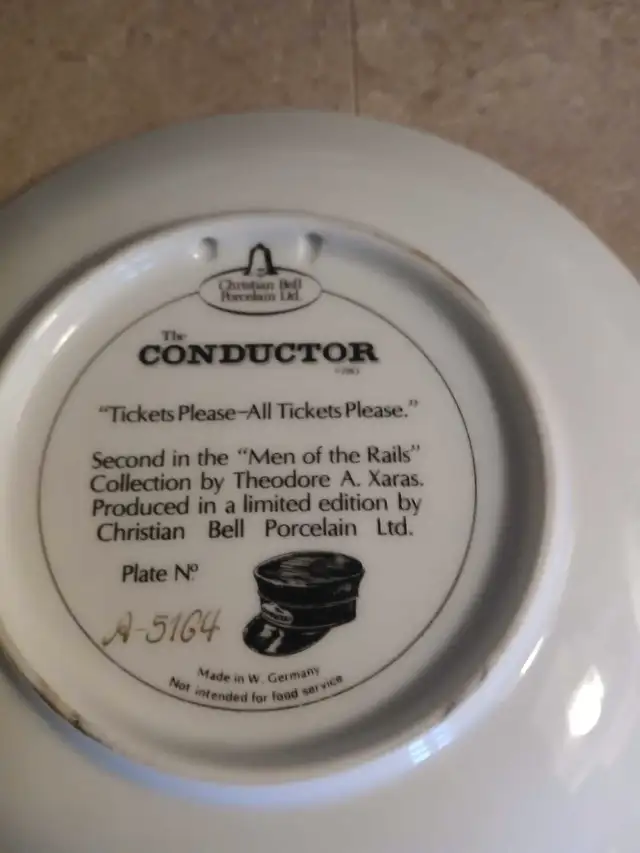 Christian Bell
Porcelain Ltd.
The
CONDUCTOR
"Tickets Please–All Tickets Please."
Second in the "Men of the Rails"
Collection by Theodore A. Xaras.
Produced in a limited edition by
Christian Bell Porcelain Ltd.
Plate Nº
A-5164
Made in W. Germany
Not intended for food service